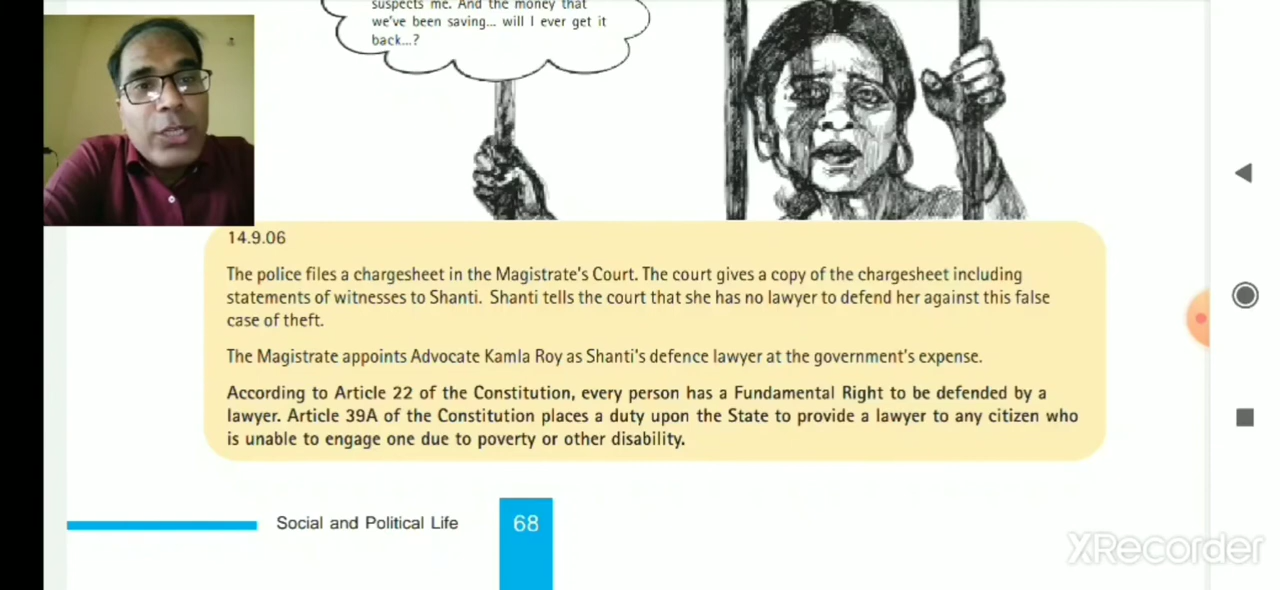 suspects me. And the money that
we've been saving... will I ever get it
back...?
14.9.06
The police files a chargesheet in the Magistrate's Court. The court gives a copy of the chargesheet including
statements of witnesses to Shanti. Shanti tells the court that she has no lawyer to defend her against this false
case of theft.
The Magistrate appoints Advocate Kamla Roy as Shanti's defence lawyer at the government's expense.
According to Article 22 of the Constitution, every person has a Fundamental Right to be defended by a
lawyer. Article 39A of the Constitution places a duty upon the State to provide a lawyer to any citizen who
is unable to engage one due to poverty or other disability.
Social and Political Life 68
XRecorder